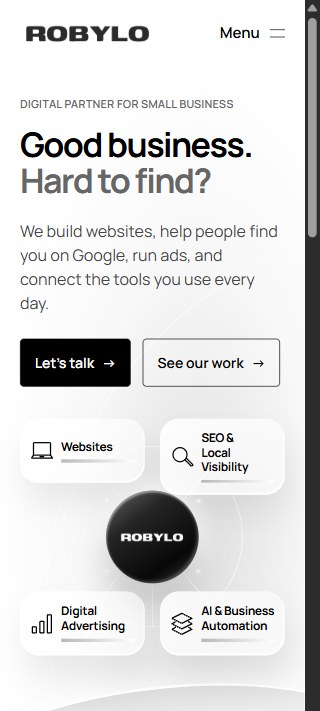 ROBYLO
Menu
DIGITAL PARTNER FOR SMALL BUSINESS
Good business.
Hard to find?
We build websites, help people find
you on Google, run ads, and
connect the tools you use every
day.
Let's talk →
See our work →
Websites
SEO &
Local
Visibility
ROBYLO
Digital
Advertising
AI & Business
Automation